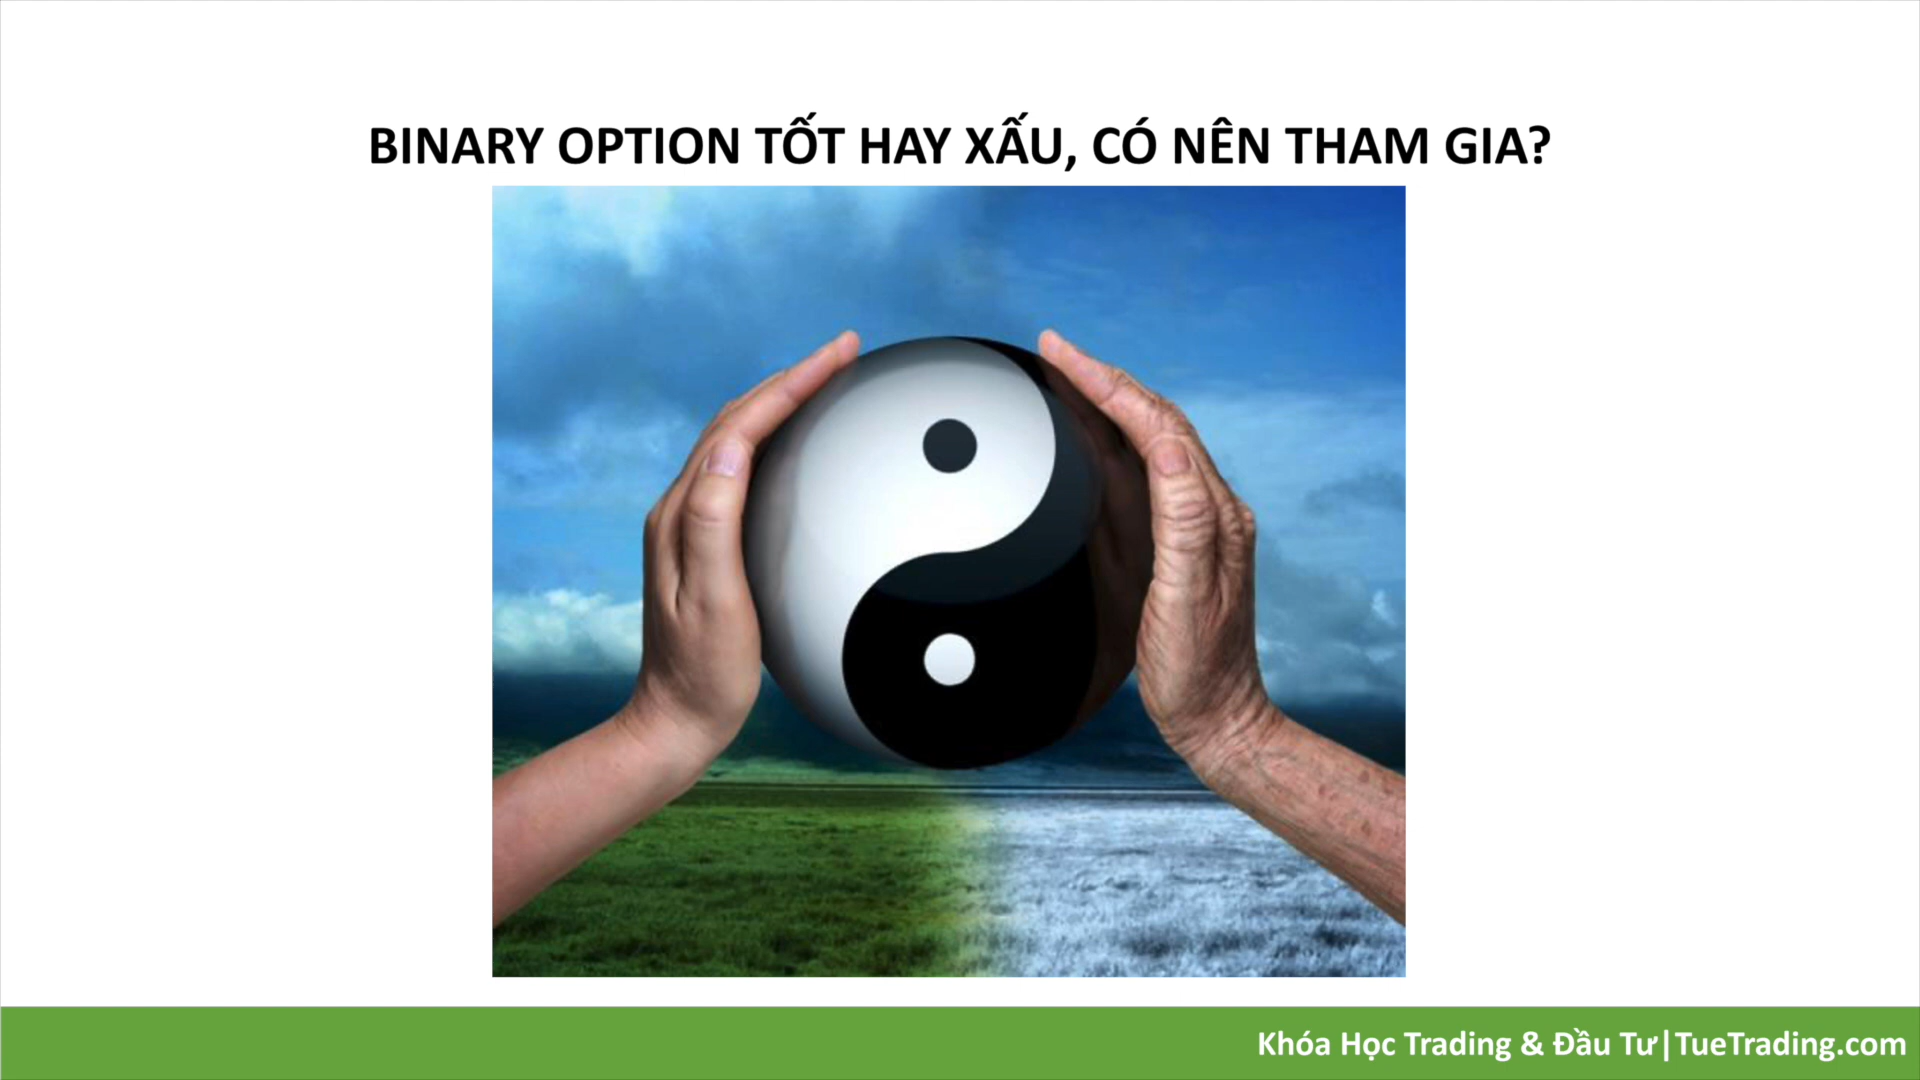 BINARY OPTION TỐT HAY XẤU, CÓ NÊN THAM GIA?
Khóa Học Trading & Đầu Tư|TueTrading.com